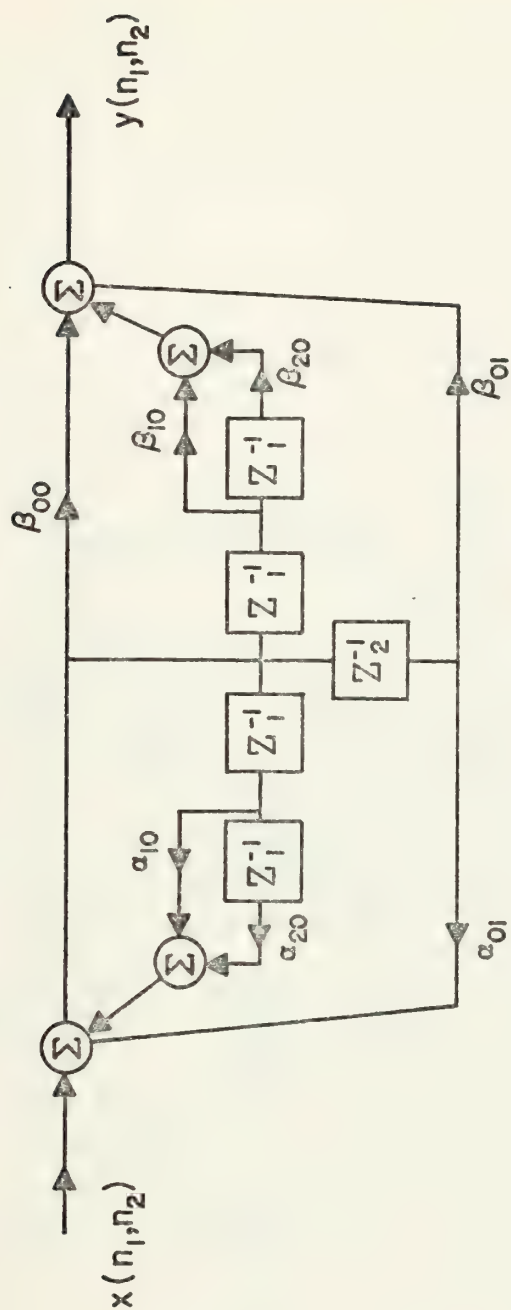 x(n₁,n₂)
Σ
α₁₀
Σ
α₂₀
Z₁⁻¹
Z₁⁻¹
α₀₁
β₀₀
Z₂⁻¹
Z₁⁻¹
Z₁⁻¹
β₁₀
β₂₀
Σ
Σ
β₀₁
y(n₁,n₂)